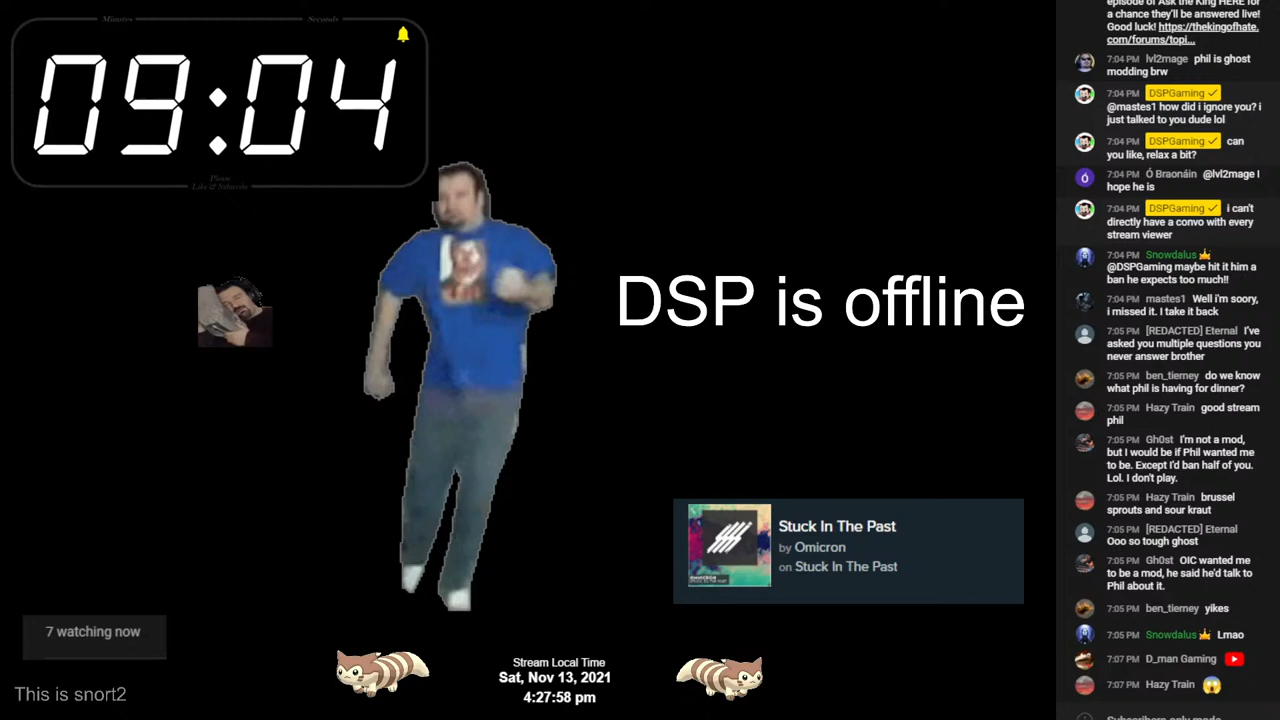 Minutes
Seconds
09:04
Please
Like & Subscribe
DSP is offline
Stuck In The Past
by Omicron
on Stuck In The Past
7 watching now
This is snort2
Stream Local Time
Sat, Nov 13, 2021
4:27:58 pm
episode of Ask the King HERE for
a chance they'll be answered live!
Good luck! https://thekingofhate.
com/forums/topi...
7:04 PM lvl2mage phil is ghost
modding brw
7:04 PM DSPGaming ✓
@mastes1 how did i ignore you? i
just talked to you dude lol
7:04 PM DSPGaming ✓ can
you like, relax a bit?
7:04 PM Ó Braonáin @lvl2mage I
hope he is
7:04 PM DSPGaming ✓ i can't
directly have a convo with every
stream viewer
7:04 PM Snowdalus
@DSPGaming maybe hit it him a
ban he expects too much!!
7:04 PM mastes1 Well i'm soory,
i missed it. I take it back
7:05 PM [REDACTED] Eternal I've
asked you multiple questions you
never answer brother
7:05 PM ben_tierney do we know
what phil is having for dinner?
7:05 PM Hazy Train good stream
phil
7:05 PM Gh0st I'm not a mod,
but I would be if Phil wanted me
to be. Except I'd ban half of you.
Lol. I don't play.
7:05 PM Hazy Train brussel
sprouts and sour kraut
7:05 PM [REDACTED] Eternal
Ooo so tough ghost
7:05 PM Gh0st OIC wanted me
to be a mod, he said he'd talk to
Phil about it.
7:05 PM ben_tierney yikes
7:05 PM Snowdalus Lmao
7:07 PM D_man Gaming
7:07 PM Hazy Train 😱
Subscribers-only mode